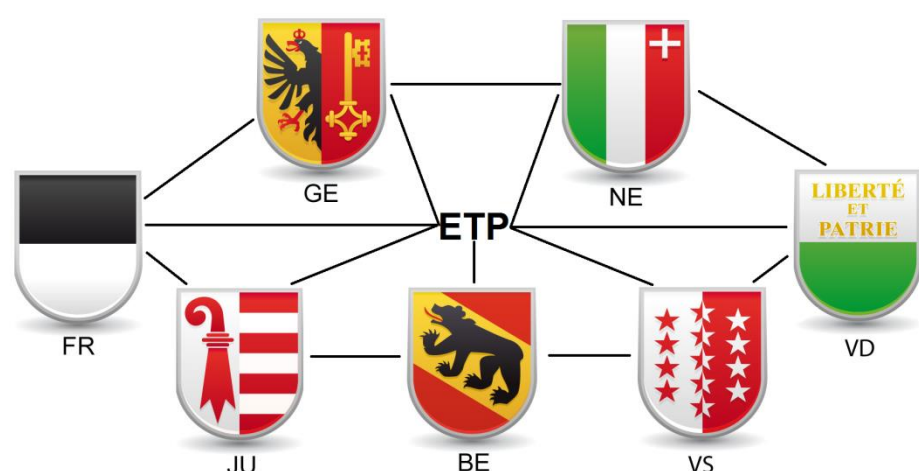 GE
NE
LIBERTÉ
ET
PATRIE
ETP
FR
VD
JU
BE
VS